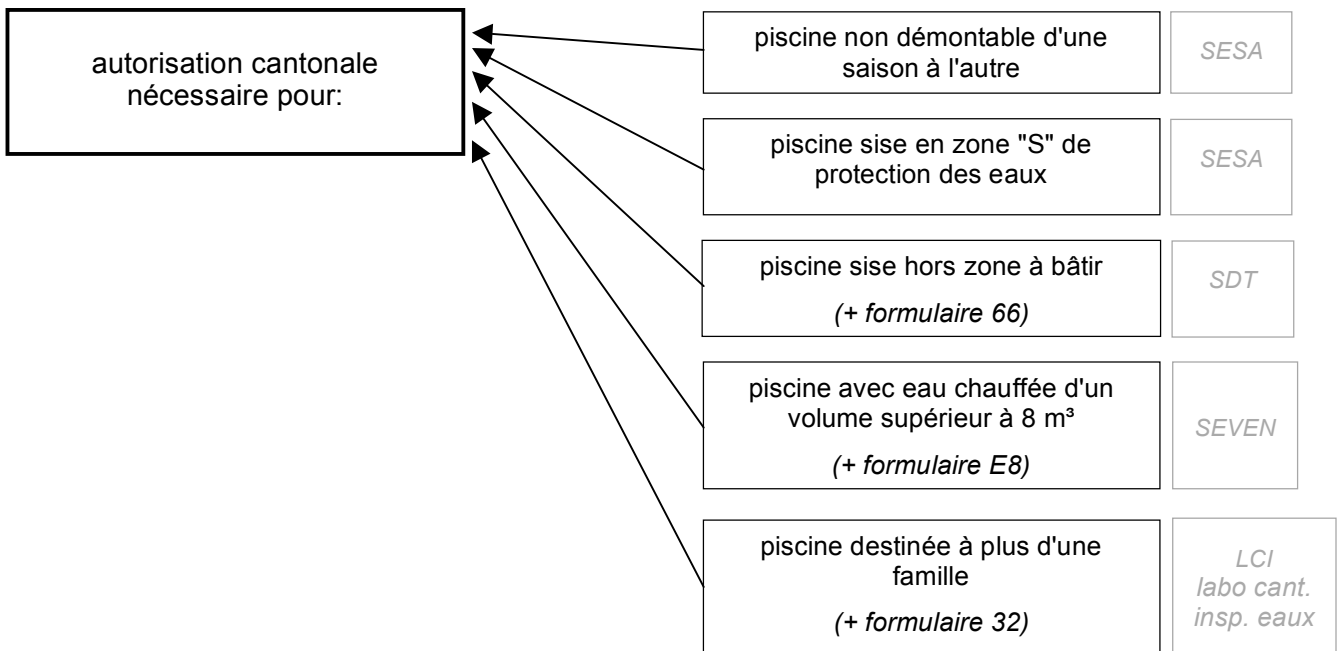 autorisation cantonale
nécessaire pour:
piscine non démontable d'une
saison à l'autre
SESA
piscine sise en zone "S" de
protection des eaux
SESA
piscine sise hors zone à bâtir
(+ formulaire 66)
SDT
piscine avec eau chauffée d'un
volume supérieur à 8 m³
(+ formulaire E8)
SEVEN
piscine destinée à plus d'une
famille
(+ formulaire 32)
LCI
labo cant.
insp. eaux